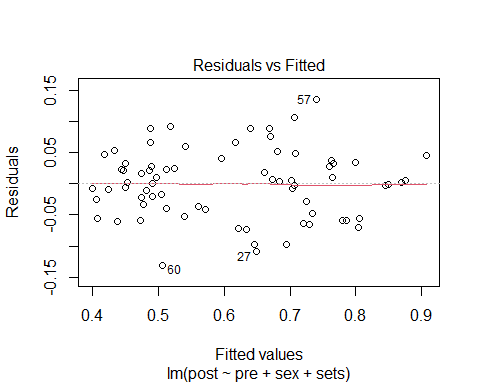 Residuals vs Fitted
Residuals
0.15
0.05
-0.05
-0.15
57
27
60
0.4 0.5 0.6 0.7 0.8 0.9
Fitted values
lm(post ~ pre + sex + sets)